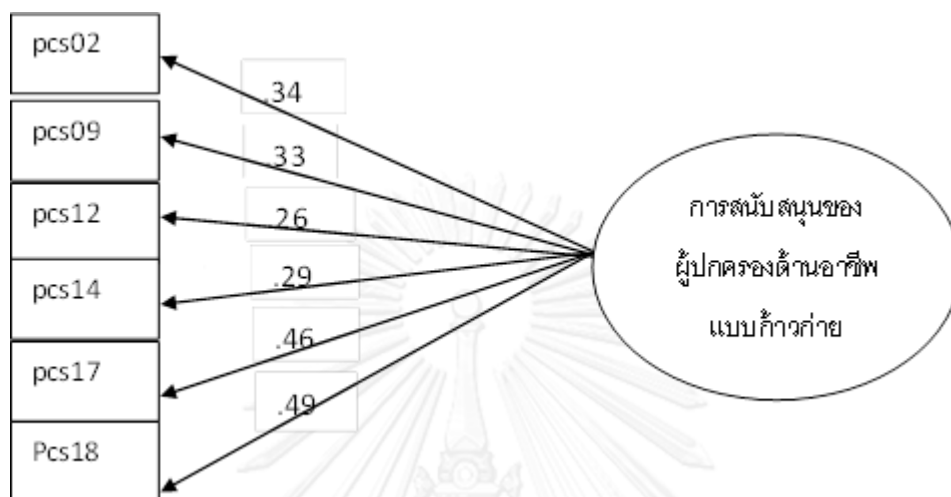 pcs02
.34
pcs09
.33
pcs12
.26
pcs14
.29
pcs17
.46
Pcs18
.49
การสนับสนุนของ
ผู้ปกครองด้านอาชีพ
แบบก้าวก่าย